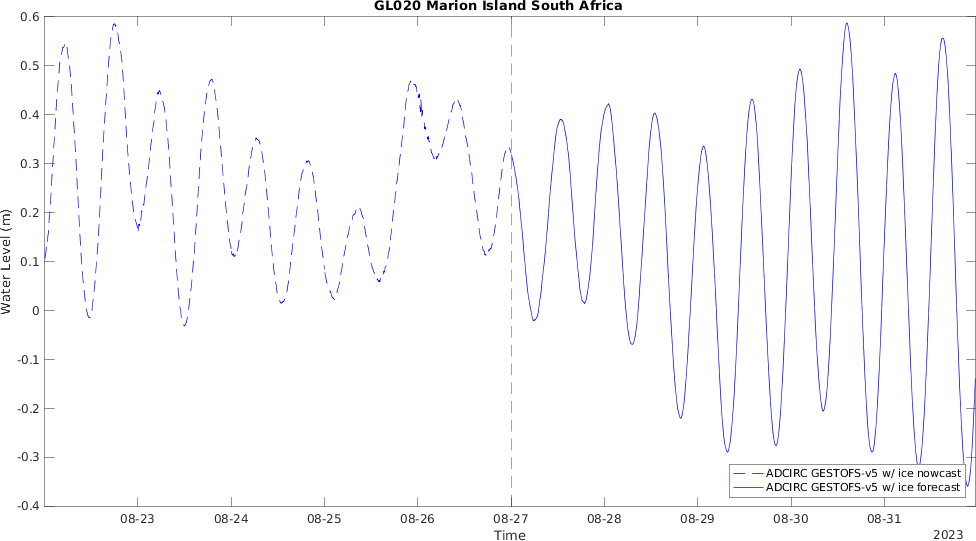 GL020 Marion Island South Africa
Water Level (m)
0.6
0.5
0.4
0.3
0.2
0.1
0
-0.1
-0.2
-0.3
-0.4
ADCIRC GESTOFS-v5 w/ ice nowcast
ADCIRC GESTOFS-v5 w/ ice forecast
08-23 08-24 08-25 08-26 08-27 08-28 08-29 08-30 08-31
Time
2023